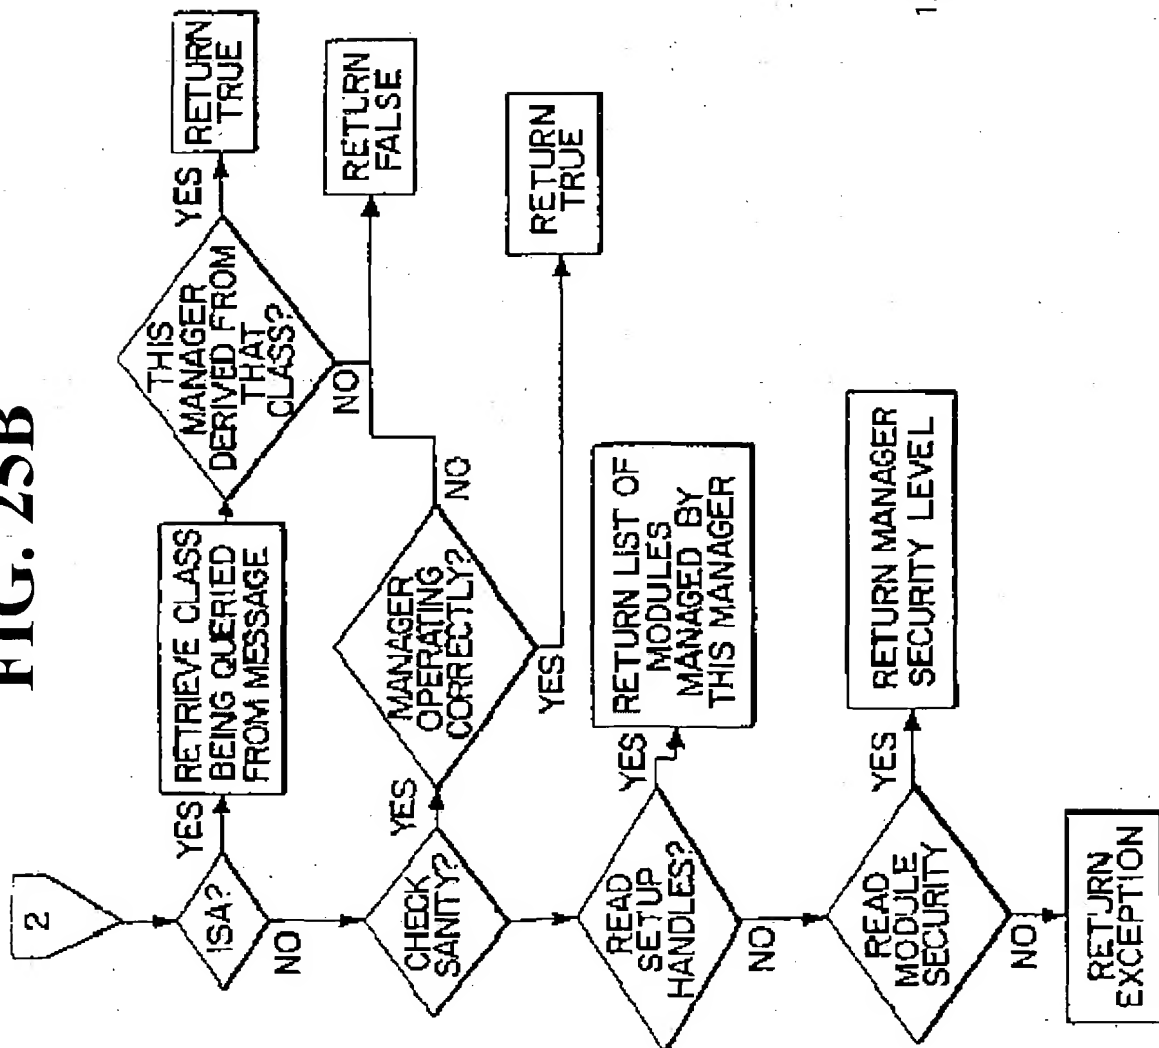 FIG. 25B
2
ISA?
YES
NO
RETRIEVE CLASS
BEING QUERIED
FROM MESSAGE
THIS
MANAGER
DERIVED FROM
THAT
CLASS?
YES
RETURN
TRUE
NO
RETURN
FALSE
CHECK
SANITY?
YES
MANAGER
OPERATING
CORRECTLY?
NO
YES
RETURN
TRUE
READ
SETUP
HANDLES?
YES
NO
RETURN LIST OF
MODULES
MANAGED BY
THIS MANAGER
READ
MODULE
SECURITY
YES
NO
RETURN MANAGER
SECURITY LEVEL
RETURN
EXCEPTION